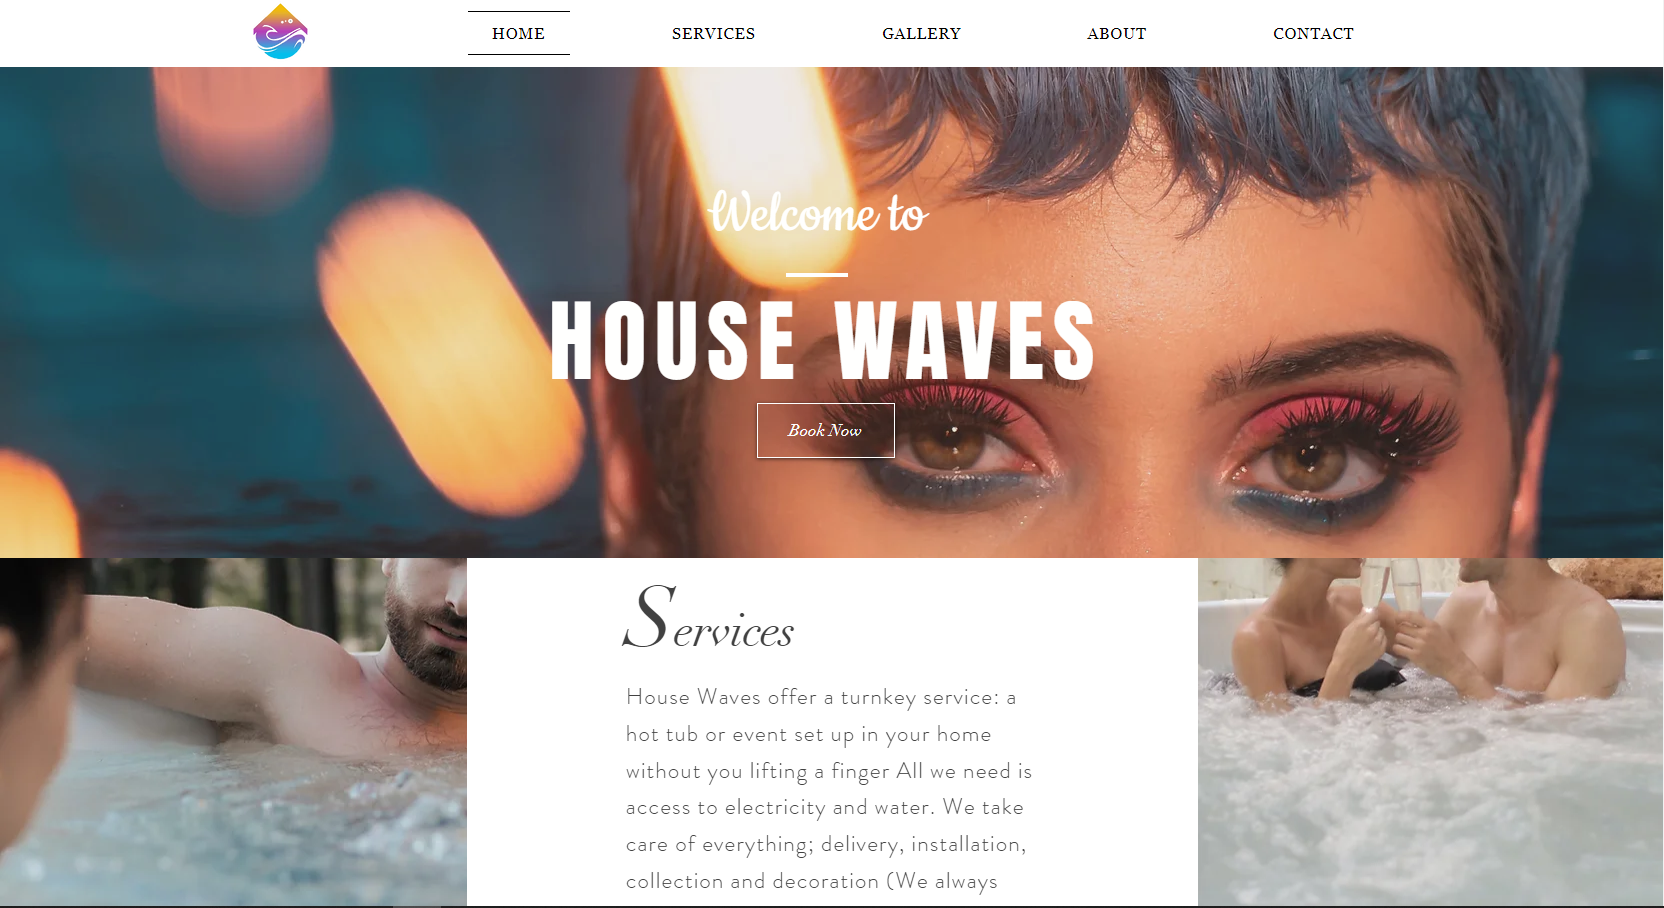 HOME SERVICES GALLERY ABOUT CONTACT
Welcome to
HOUSE WAVES
Book Now
Services
House Waves offer a turnkey service: a
hot tub or event set up in your home
without you lifting a finger All we need is
access to electricity and water. We take
care of everything; delivery, installation,
collection and decoration (We always